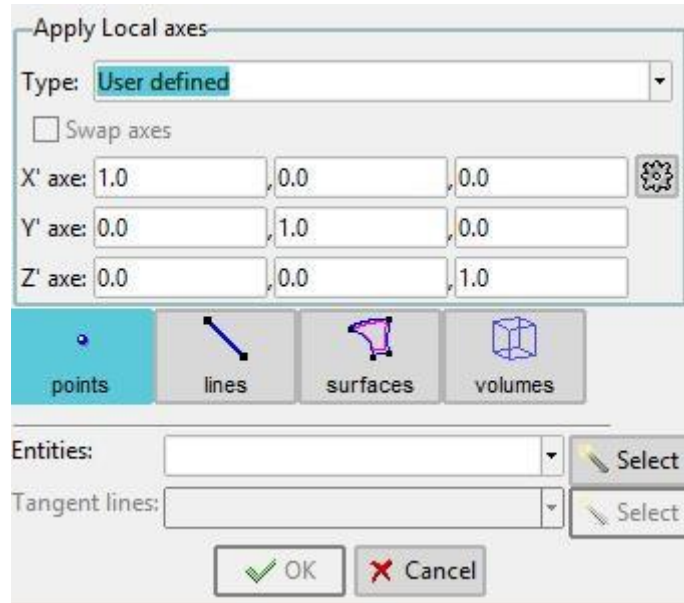 Apply Local axes
Type: User defined
Swap axes
X' axe: 1.0 , 0.0 , 0.0
Y' axe: 0.0 , 1.0 , 0.0
Z' axe: 0.0 , 0.0 , 1.0
points lines surfaces volumes
Entities: Select
Tangent lines: Select
OK Cancel